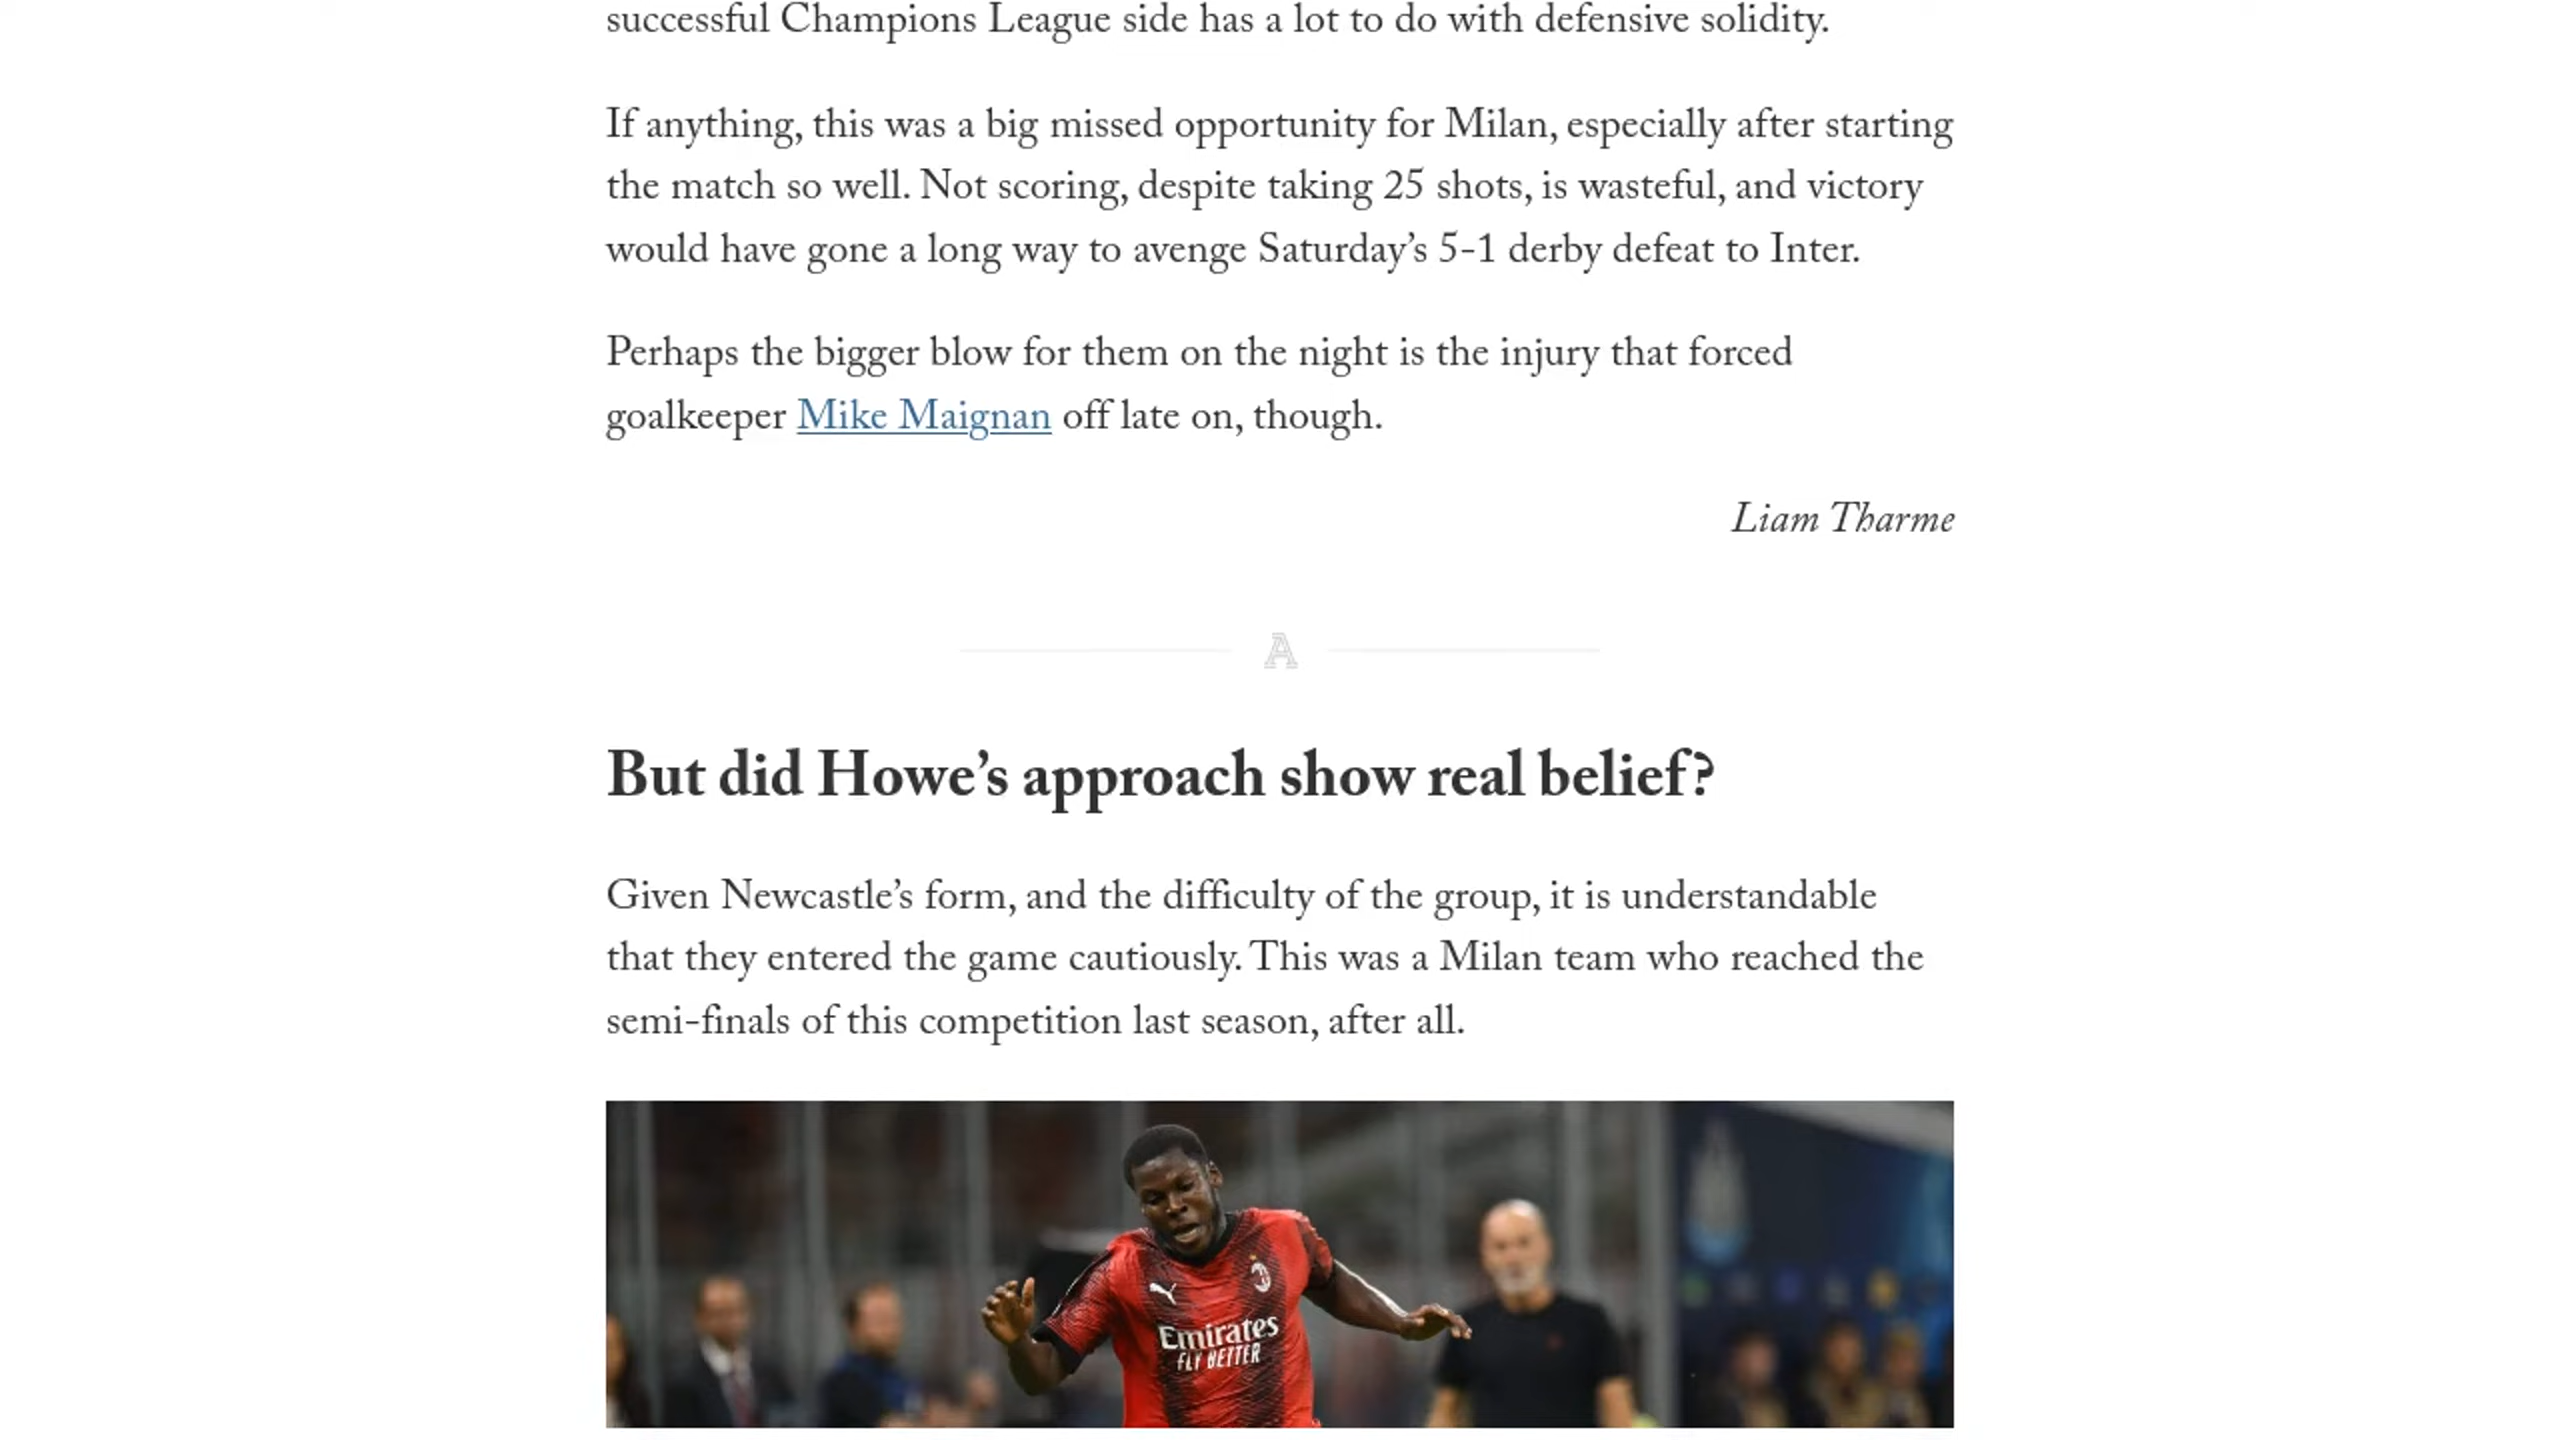 successful Champions League side has a lot to do with defensive solidity.
If anything, this was a big missed opportunity for Milan, especially after starting
the match so well. Not scoring, despite taking 25 shots, is wasteful, and victory
would have gone a long way to avenge Saturday’s 5-1 derby defeat to Inter.
Perhaps the bigger blow for them on the night is the injury that forced
goalkeeper Mike Maignan off late on, though.
Liam Tharme
A
But did Howe’s approach show real belief?
Given Newcastle’s form, and the difficulty of the group, it is understandable
that they entered the game cautiously. This was a Milan team who reached the
semi-finals of this competition last season, after all.
Emirates
FLY BETTER